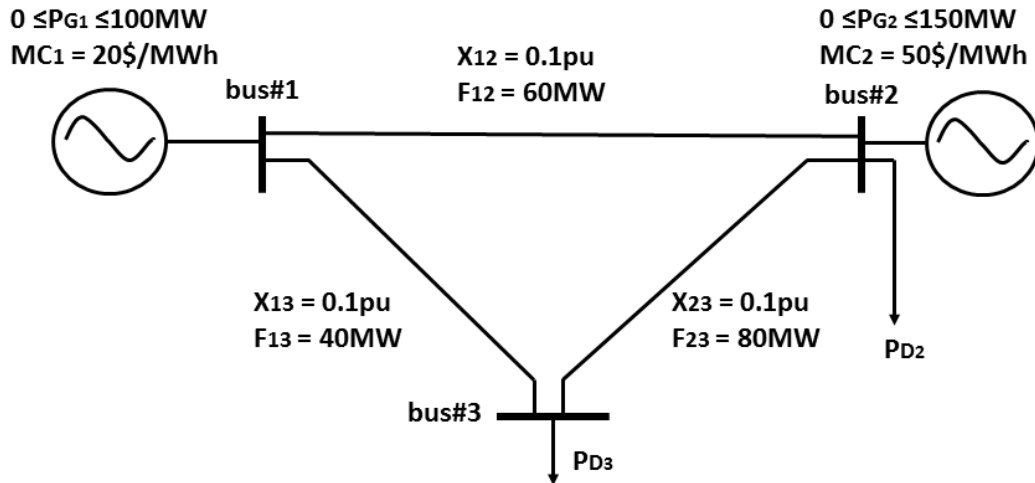 0 ≤PG1 ≤100MW
MC1 = 20$/MWh
0 ≤PG2 ≤150MW
MC2 = 50$/MWh
X12 = 0.1pu
F12 = 60MW
bus#1
bus#2
X13 = 0.1pu
F13 = 40MW
X23 = 0.1pu
F23 = 80MW
PD2
bus#3
PD3